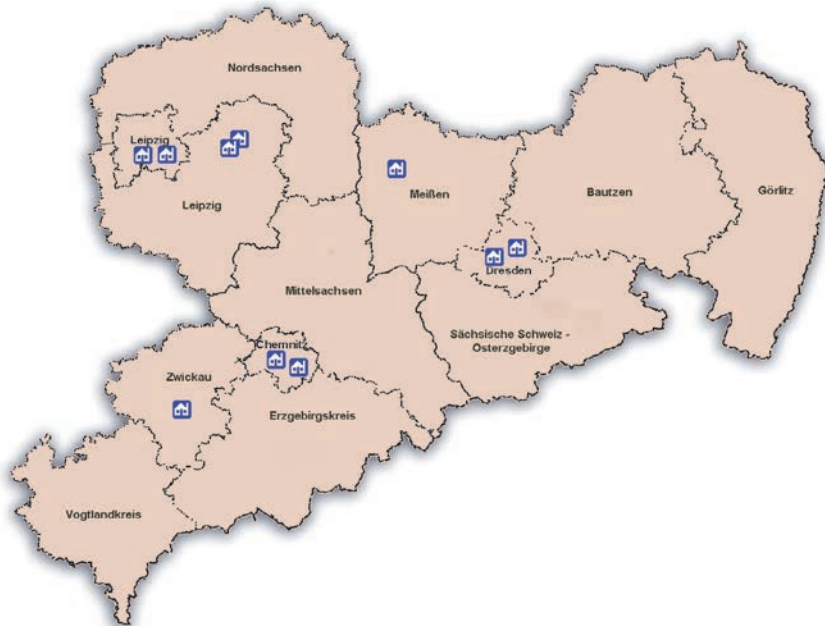 Nordsachsen
Leipzig
Leipzig
Meißen
Bautzen
Görlitz
Dresden
Mittelsachsen
Sächsische Schweiz -
Osterzgebirge
Chemnitz
Zwickau
Erzgebirgskreis
Vogtlandkreis